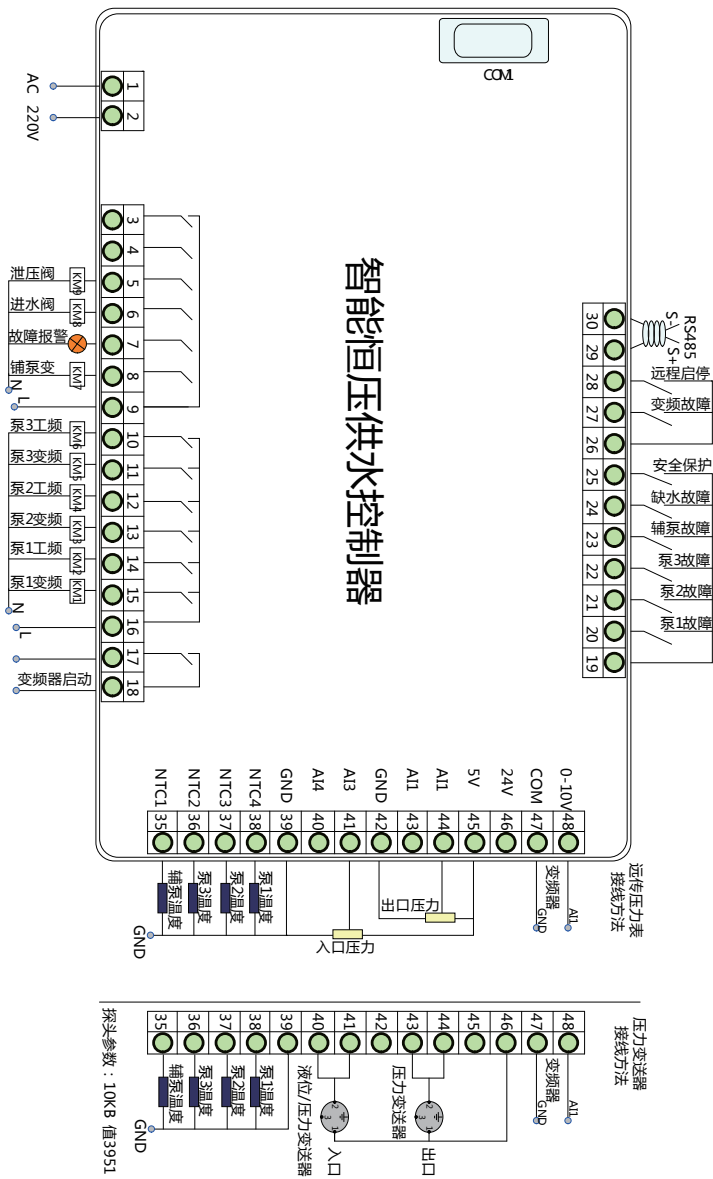 COM1
AC 220V
1
2
3
4
5
6
7
8
9
10
11
12
13
14
15
16
17
18
泄压阀
KM9
进水阀
KM8
故障报警
铺泵变
KM7
N
L
泵3工频
KM6
泵3变频
KM5
泵2工频
KM4
泵2变频
KM3
泵1工频
KM2
泵1变频
KM1
N
L
变频器启动
智能恒压供水控制器
RS485
S-
S+
30
29
28
27
26
25
24
23
22
21
20
19
远程启停
变频故障
安全保护
缺水故障
辅泵故障
泵3故障
泵2故障
泵1故障
NTC1
NTC2
NTC3
NTC4
GND
AI4
AI3
GND
AI1
AI1
5V
24V
COM
0-10V
35
36
37
38
39
40
41
42
43
44
45
46
47
48
辅泵温度
泵3温度
泵2温度
泵1温度
GND
入口压力
出口压力
变频器
GND
AI1
远传压力表
接线方法
35
36
37
38
39
40
41
42
43
44
45
46
47
48
辅泵温度
泵3温度
泵2温度
泵1温度
GND
液位/压力变送器
2
3
1
入口
压力变送器
2
3
1
出口
变频器
GND
AI1
压力变送器
接线方法
探头参数：10KB 值3951